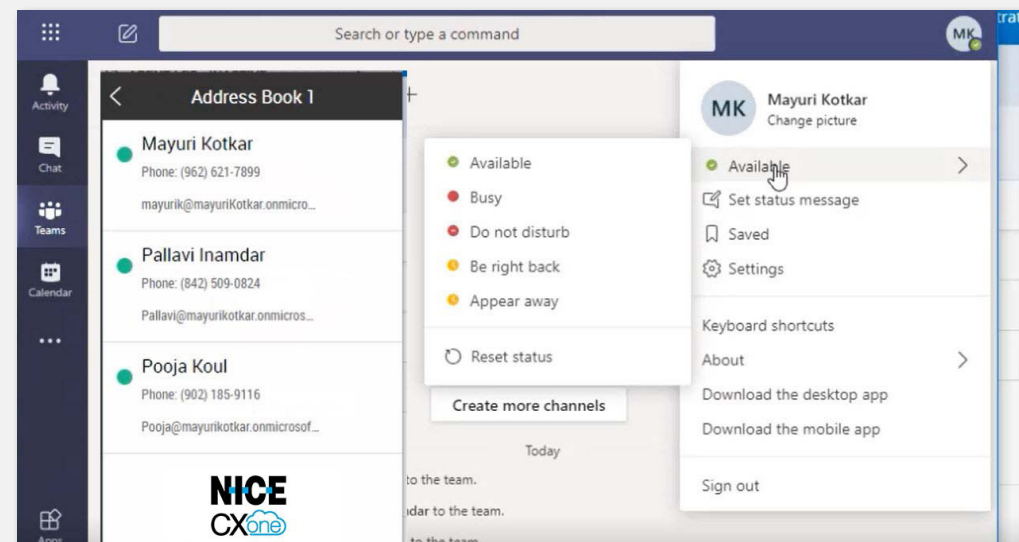 Search or type a command
MK
Activity
Chat
Teams
Calendar
Address Book 1
Mayuri Kotkar
Phone: (962) 621-7899
mayurik@mayuriKotkar.onmicro...
Pallavi Inamdar
Phone: (842) 509-0824
Pallavi@mayurikotkar.onmicros...
Pooja Koul
Phone: (902) 185-9116
Pooja@mayurikotkar.onmicrosof...
NICE
CXone
Available
Busy
Do not disturb
Be right back
Appear away
Reset status
Create more channels
Today
to the team.
dar to the team.
to the team.
MK
Mayuri Kotkar
Change picture
Available
Set status message
Saved
Settings
Keyboard shortcuts
About
Download the desktop app
Download the mobile app
Sign out
Apps